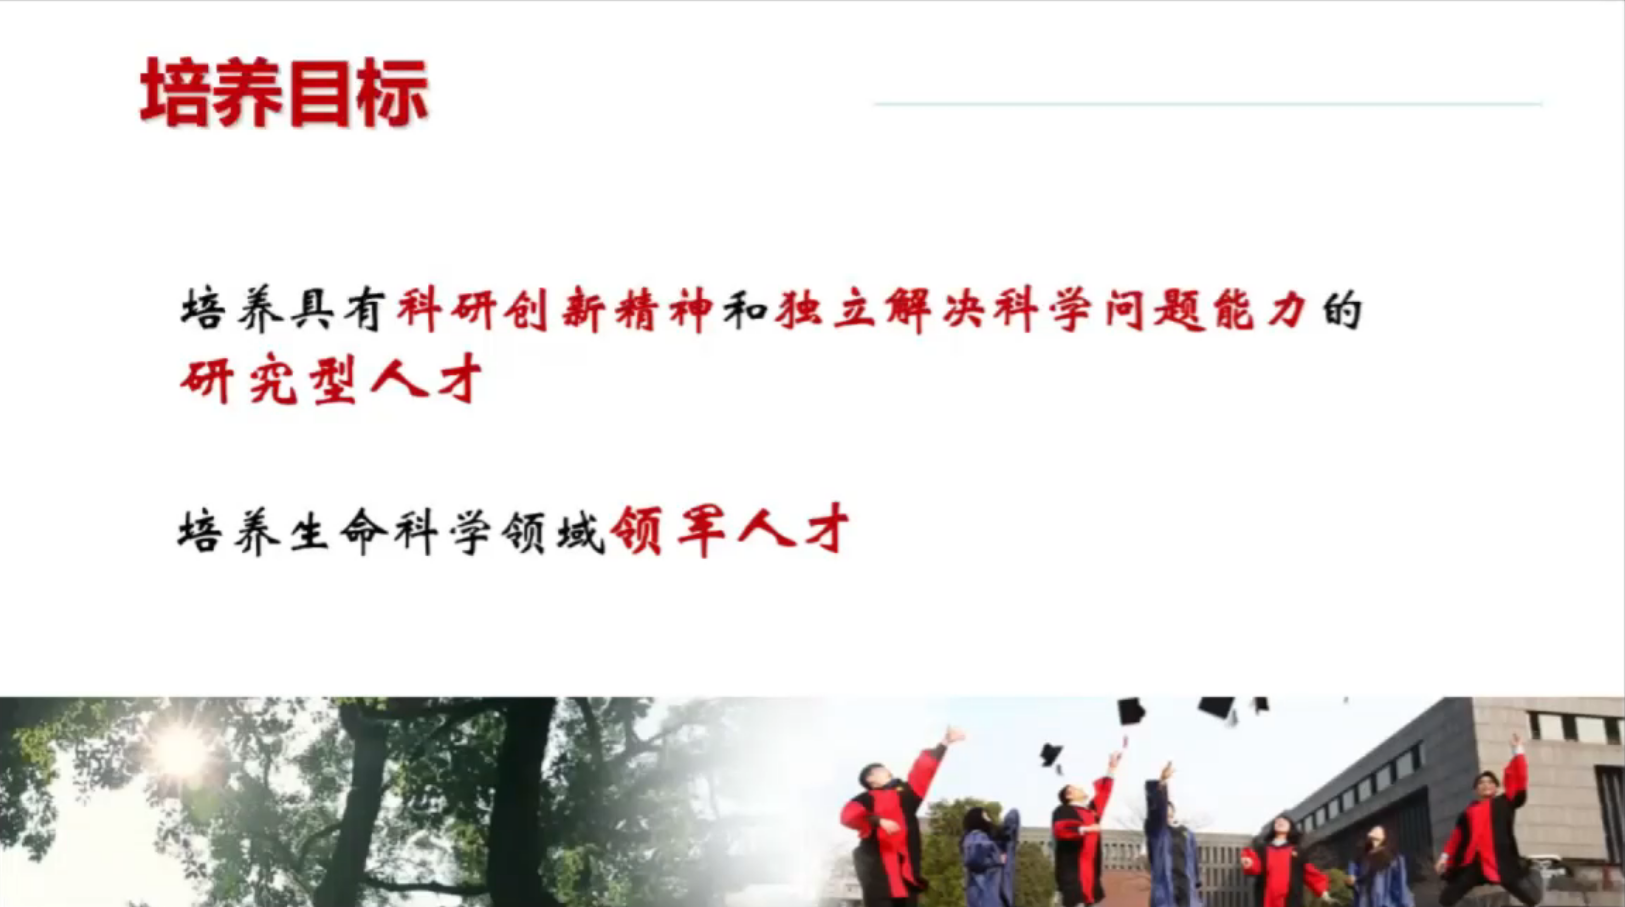 培养目标
培养具有科研创新精神和独立解决科学问题能力的
研究型人才
培养生命科学领域领军人才